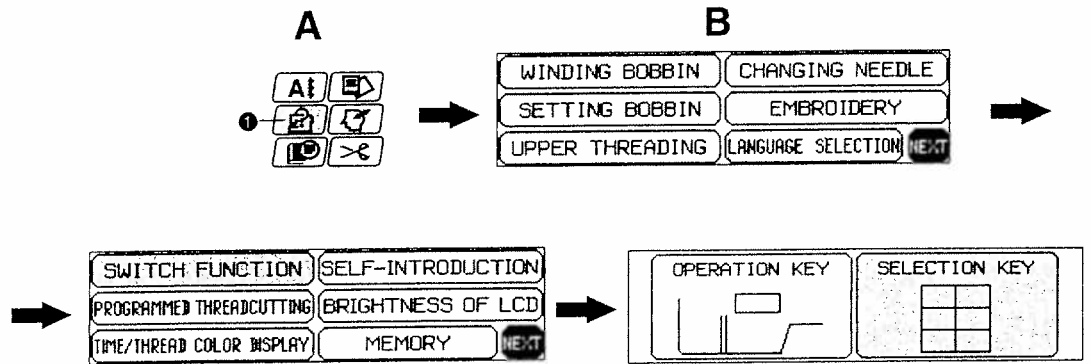 A
B
A
❶
WINDING BOBBIN CHANGING NEEDLE
SETTING BOBBIN EMBROIDERY
UPPER THREADING LANGUAGE SELECTION NEXT
SWITCH FUNCTION SELF-INTRODUCTION
PROGRAMMED THREADCUTTING BRIGHTNESS OF LCD
TIME/THREAD COLOR DISPLAY MEMORY NEXT
OPERATION KEY SELECTION KEY